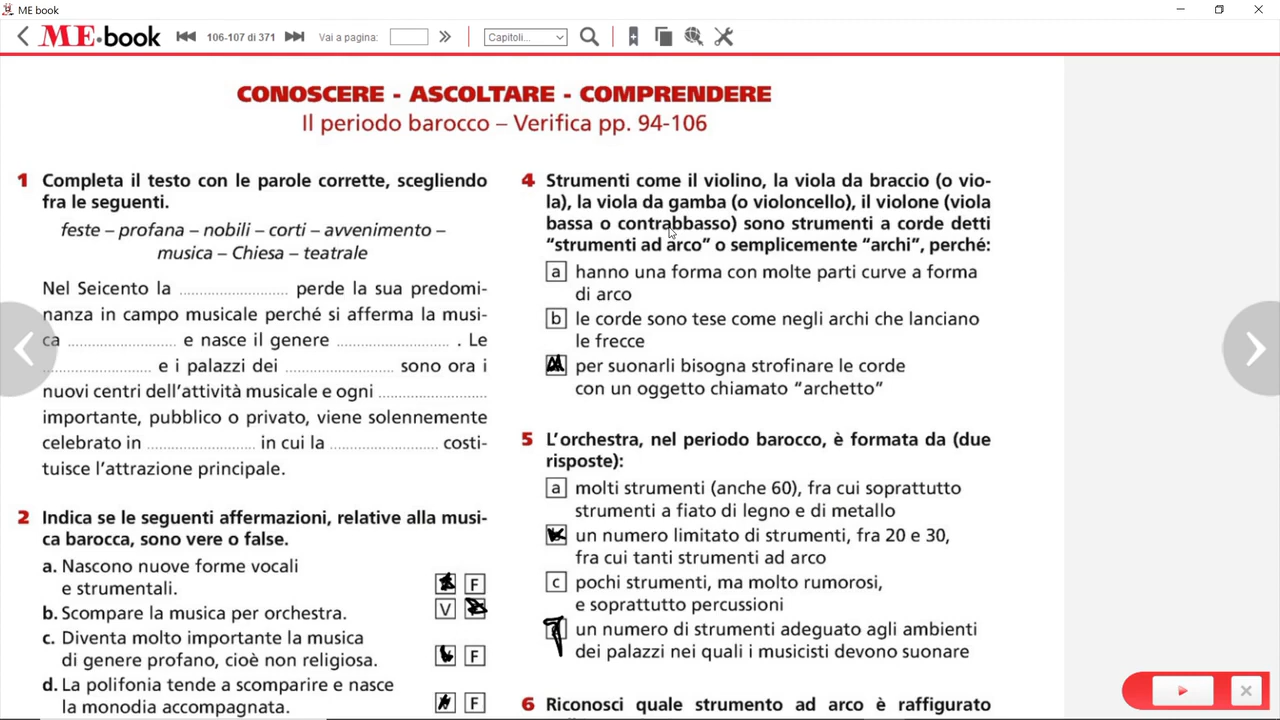 ME book
ME·book
106-107 di 371
Vai a pagina:
Capitoli...
CONOSCERE - ASCOLTARE - COMPRENDERE
Il periodo barocco – Verifica pp. 94-106
1 Completa il testo con le parole corrette, scegliendo
fra le seguenti.
feste – profana – nobili – corti – avvenimento –
musica – Chiesa – teatrale
Nel Seicento la ........................... perde la sua predomi-
nanza in campo musicale perché si afferma la musi-
ca ........................... e nasce il genere ............................ . Le
........................... e i palazzi dei ........................... sono ora i
nuovi centri dell'attività musicale e ogni ...........................
importante, pubblico o privato, viene solennemente
celebrato in ........................... in cui la ........................... costi-
tuisce l'attrazione principale.
2 Indica se le seguenti affermazioni, relative alla musi-
ca barocca, sono vere o false.
a. Nascono nuove forme vocali
e strumentali. F
b. Scompare la musica per orchestra. V
c. Diventa molto importante la musica
di genere profano, cioè non religiosa. F
d. La polifonia tende a scomparire e nasce
la monodia accompagnata. F
4 Strumenti come il violino, la viola da braccio (o vio-
la), la viola da gamba (o violoncello), il violone (viola
bassa o contrabbasso) sono strumenti a corde detti
“strumenti ad arco” o semplicemente “archi”, perché:
a hanno una forma con molte parti curve a forma
di arco
b le corde sono tese come negli archi che lanciano
le frecce
per suonarli bisogna strofinare le corde
con un oggetto chiamato “archetto”
5 L'orchestra, nel periodo barocco, è formata da (due
risposte):
a molti strumenti (anche 60), fra cui soprattutto
strumenti a fiato di legno e di metallo
un numero limitato di strumenti, fra 20 e 30,
fra cui tanti strumenti ad arco
c pochi strumenti, ma molto rumorosi,
e soprattutto percussioni
un numero di strumenti adeguato agli ambienti
dei palazzi nei quali i musicisti devono suonare
6 Riconosci quale strumento ad arco è raffigurato